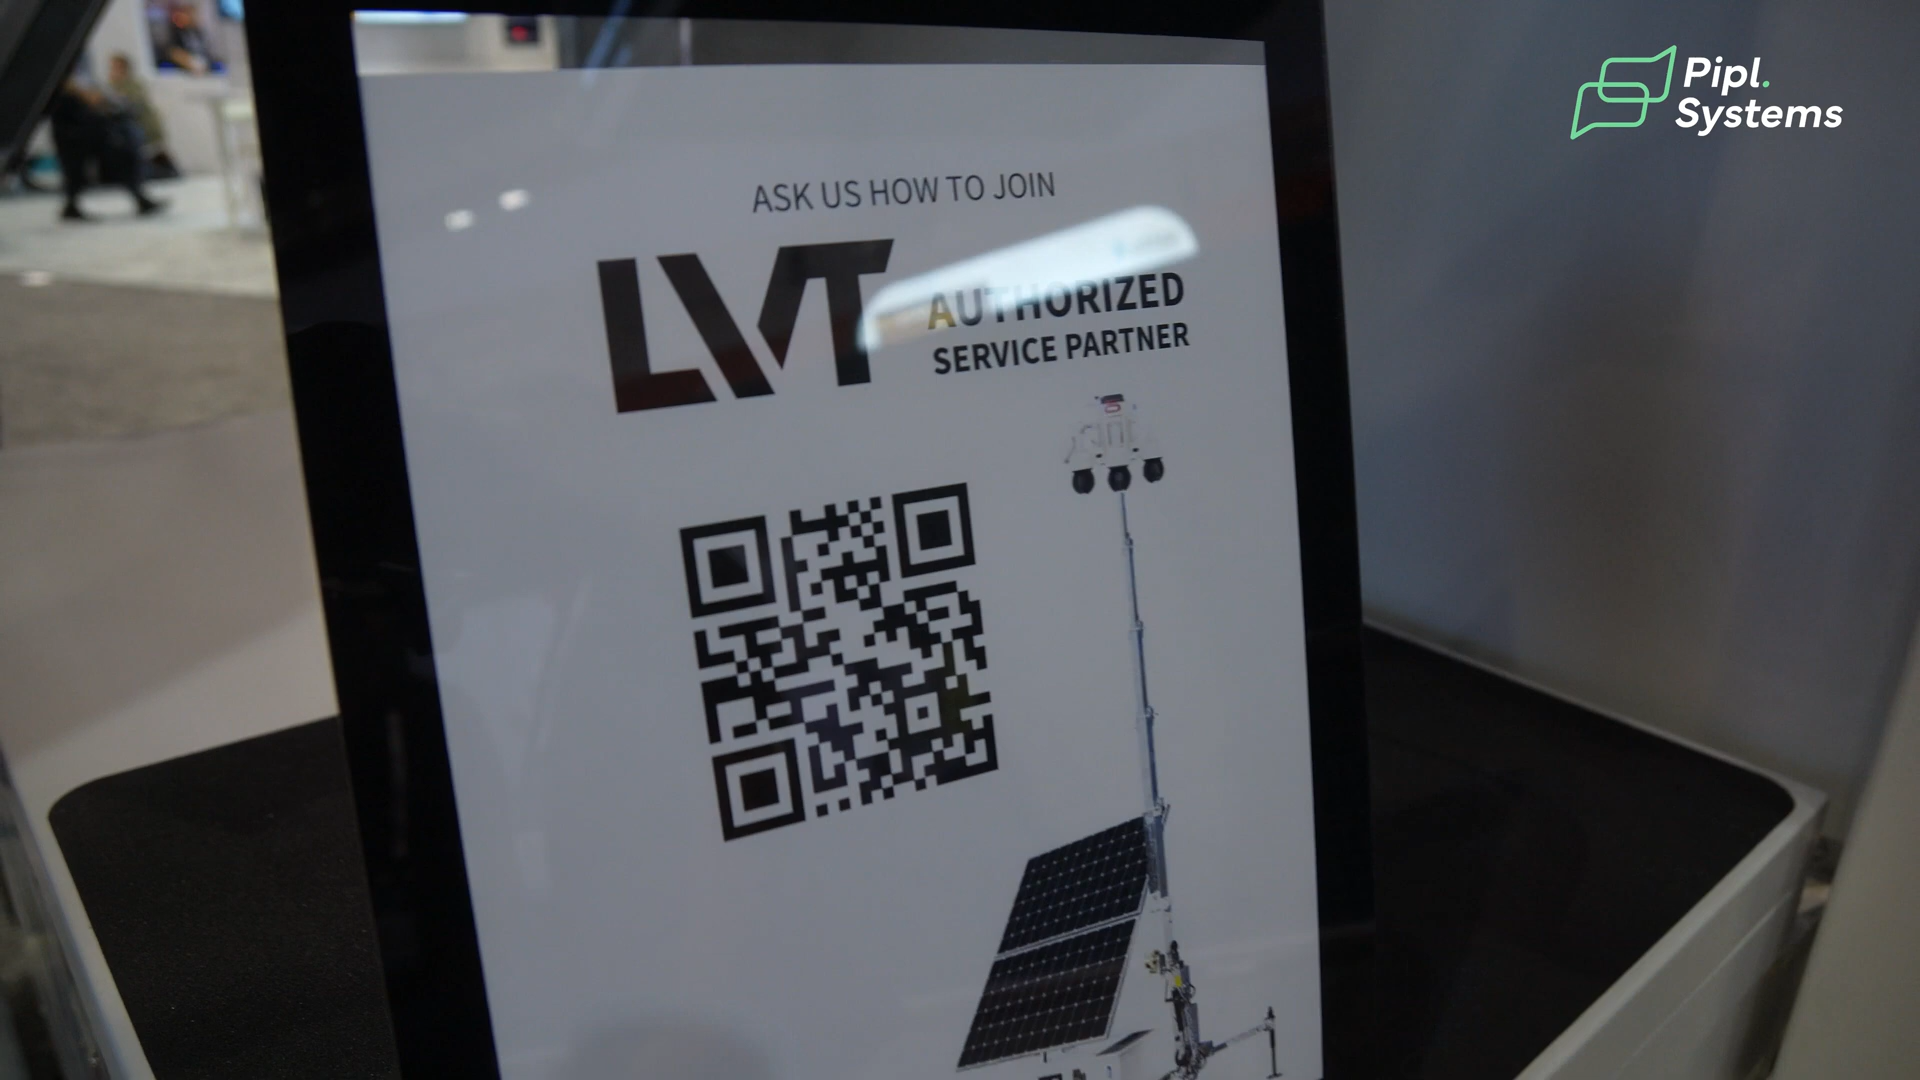 Pipl.
Systems
ASK US HOW TO JOIN
LVT
AUTHORIZED
SERVICE PARTNER